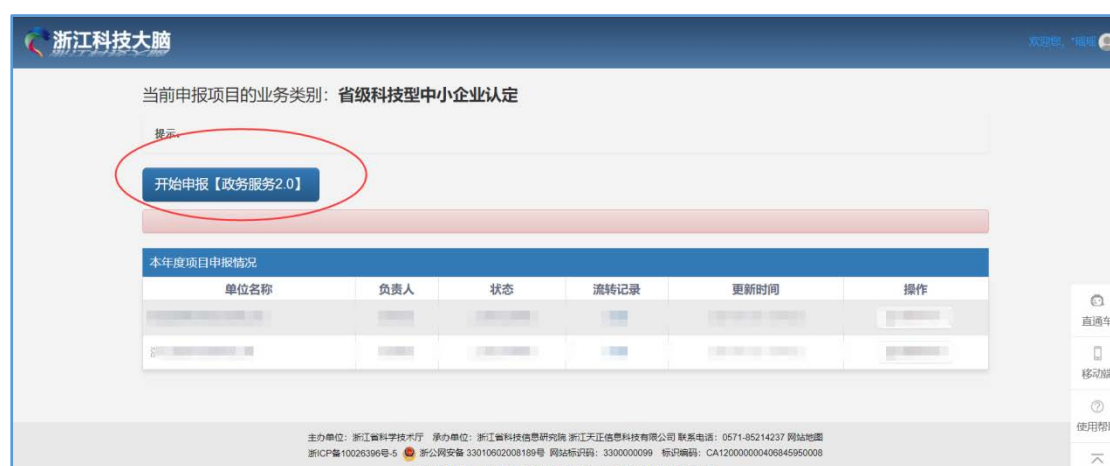 浙江科技大脑
欢迎您,
当前申报项目的业务类别：省级科技型中小企业认定
提示:
开始申报【政务服务2.0】
本年度项目申报情况
单位名称 负责人 状态 流转记录 更新时间 操作
直通车
移动端
使用帮
主办单位：浙江省科学技术厅 承办单位：浙江省科技信息研究院 浙江天正信息科技有限公司 联系电话：0571-85214237 网站地图
浙ICP备10026396号-5 浙公网安备 33010602008189号 网站标识码：3300000099 标识编码：CA120000000406845950008